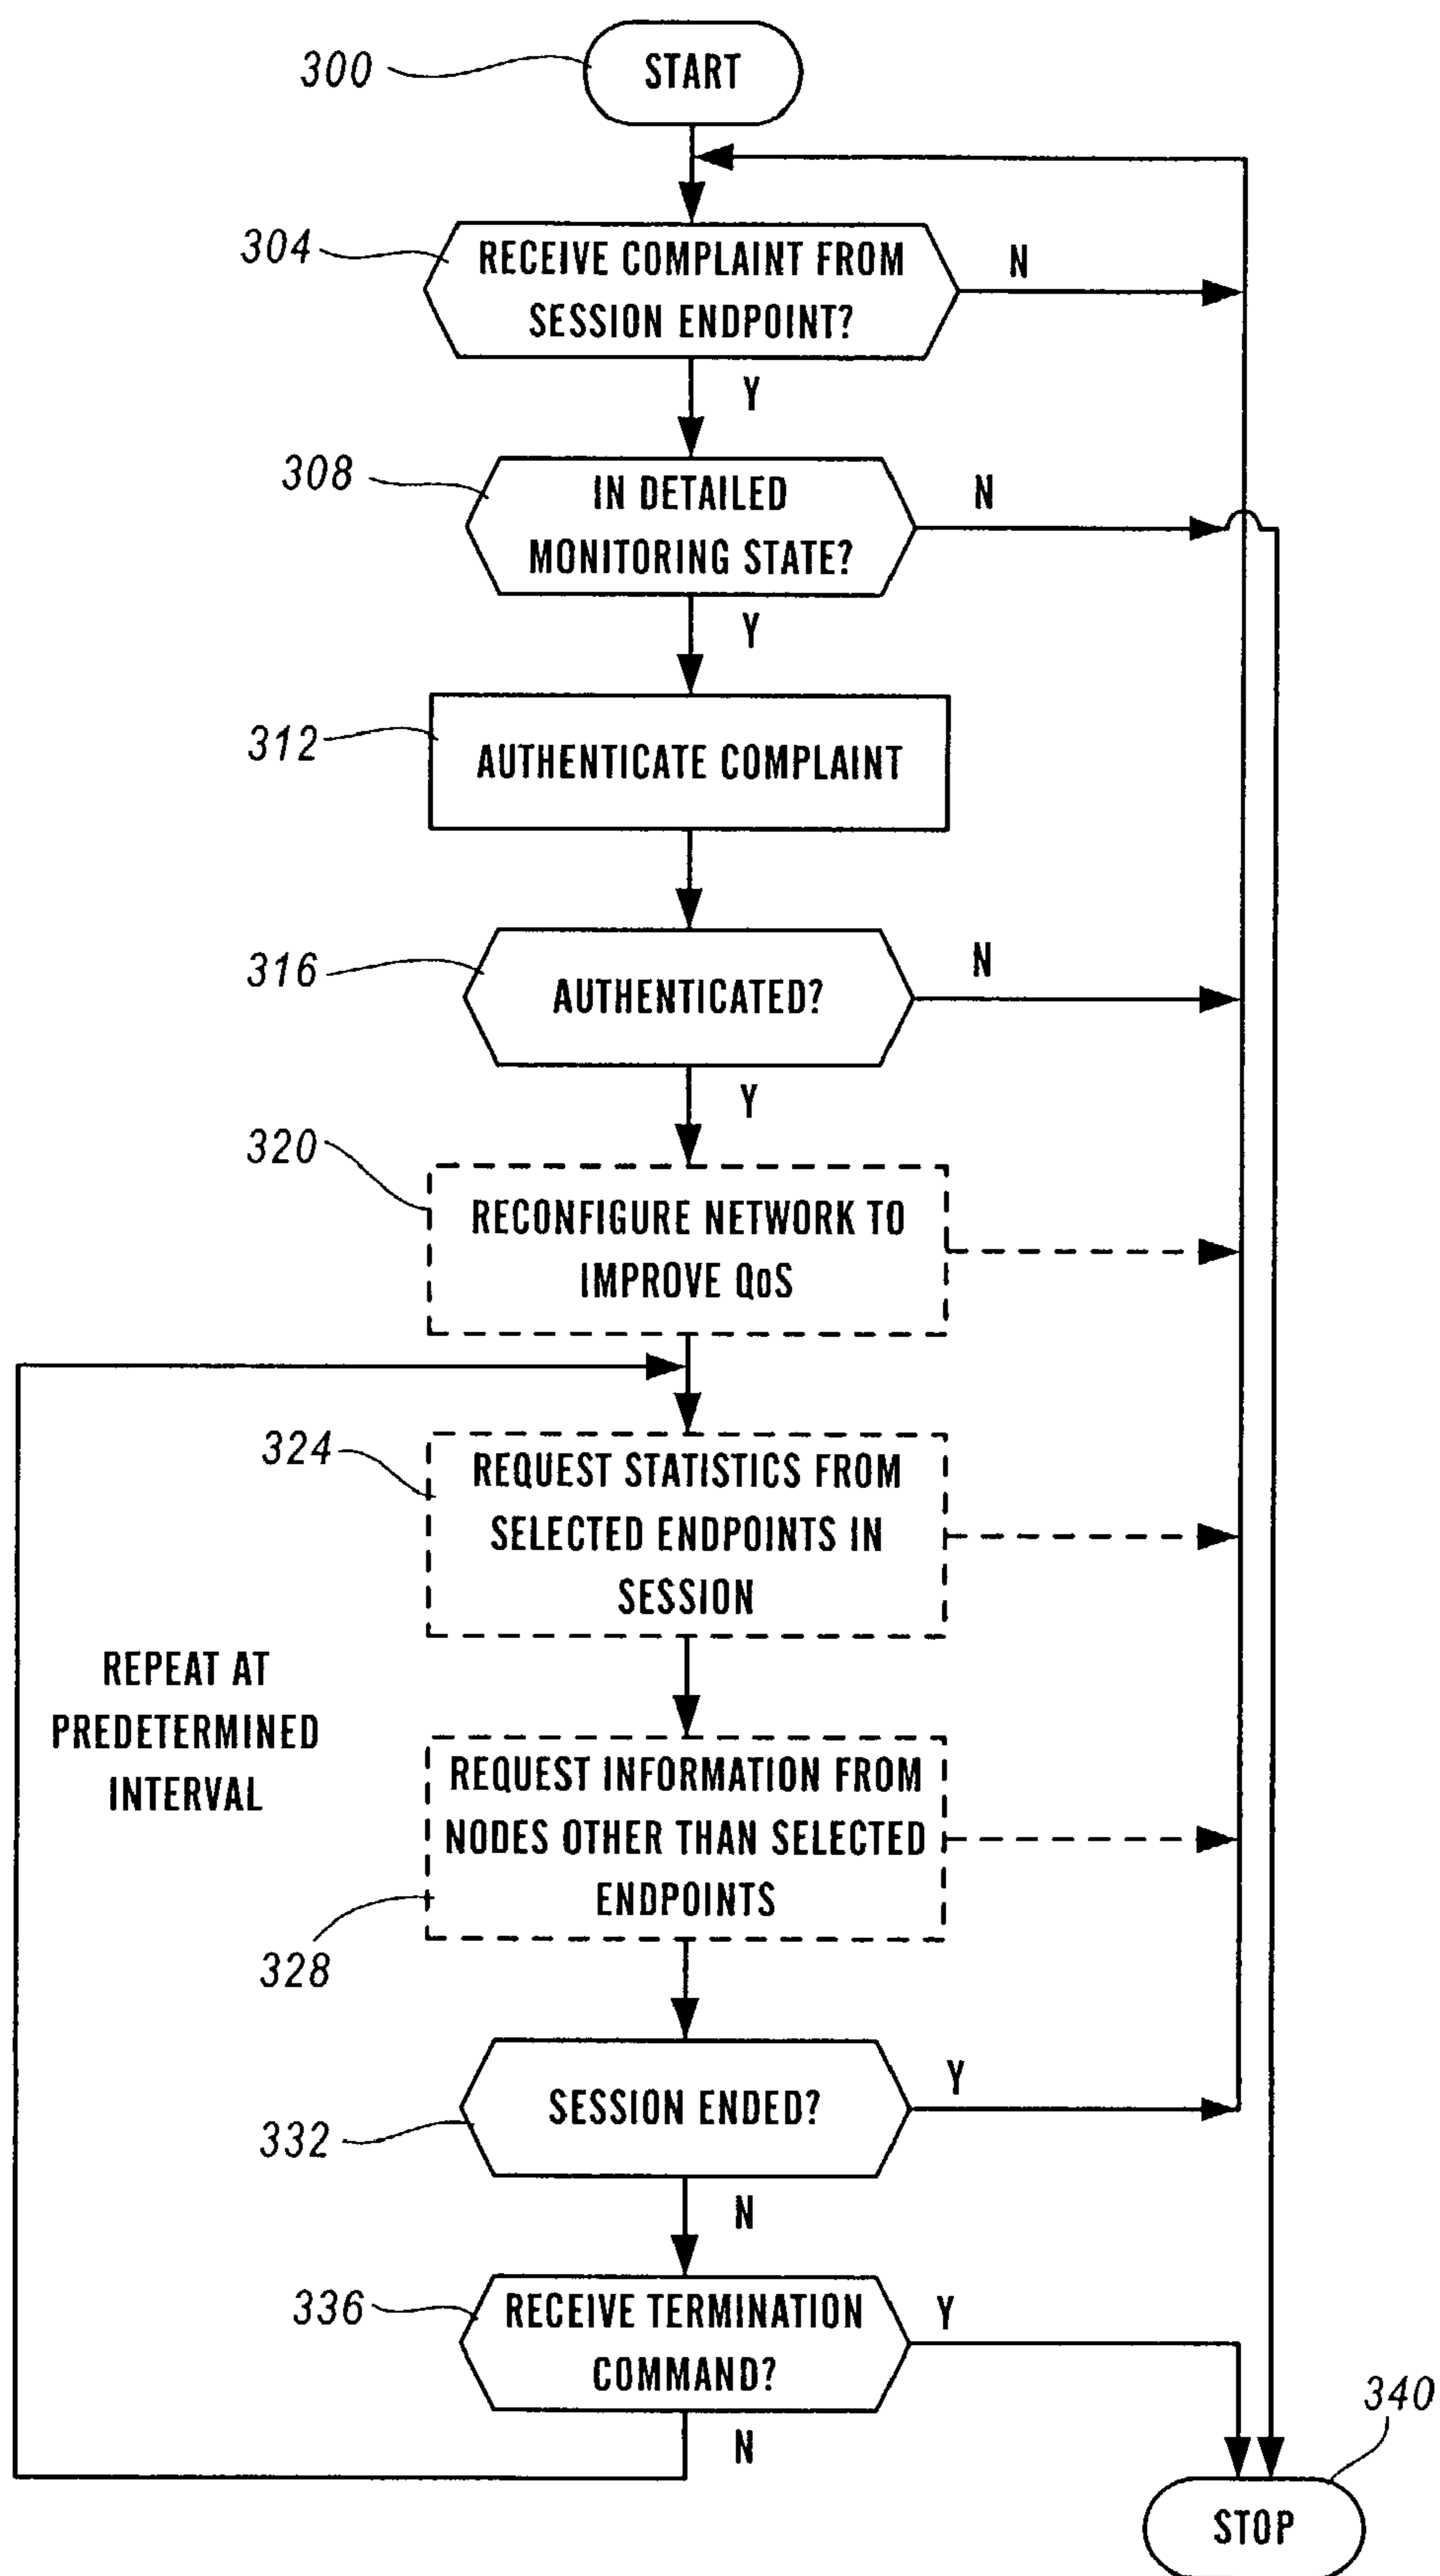 300
START
304
RECEIVE COMPLAINT FROM
SESSION ENDPOINT?
N
Y
308
IN DETAILED
MONITORING STATE?
N
Y
312
AUTHENTICATE COMPLAINT
316
AUTHENTICATED?
N
Y
320
RECONFIGURE NETWORK TO
IMPROVE QoS
324
REQUEST STATISTICS FROM
SELECTED ENDPOINTS IN
SESSION
REPEAT AT
PREDETERMINED
INTERVAL
REQUEST INFORMATION FROM
NODES OTHER THAN SELECTED
ENDPOINTS
328
SESSION ENDED?
Y
332
N
336
RECEIVE TERMINATION
COMMAND?
Y
N
340
STOP